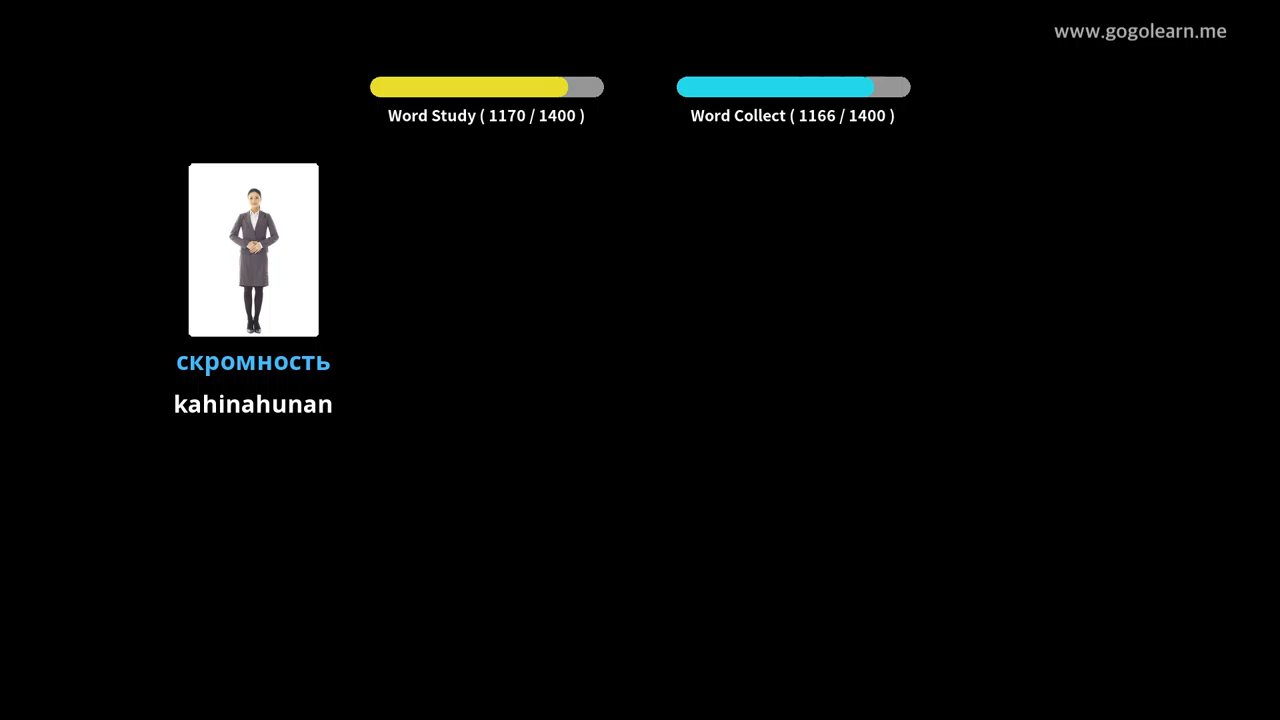 www.gogolearn.me
Word Study ( 1170 / 1400 )
Word Collect ( 1166 / 1400 )
скромность
kahinahunan